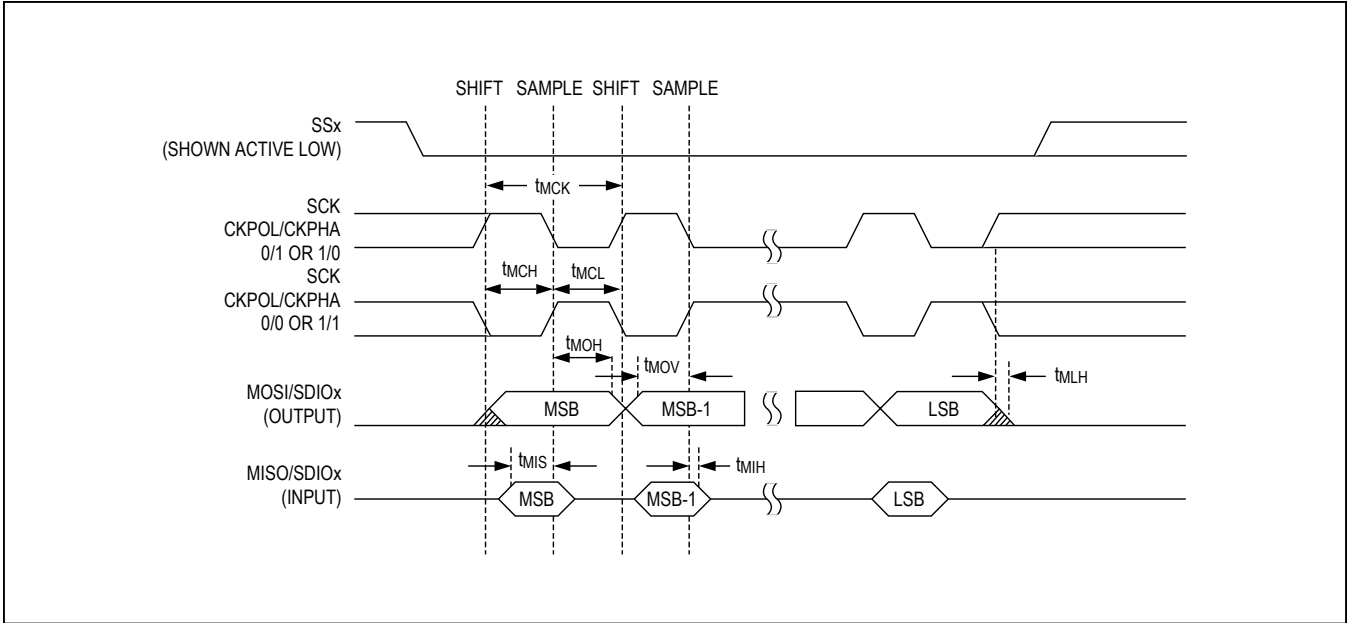 SHIFT SAMPLE SHIFT SAMPLE
SSx
(SHOWN ACTIVE LOW)
tMCK
SCK
CKPOL/CKPHA
0/1 OR 1/0
tMCH tMCL
SCK
CKPOL/CKPHA
0/0 OR 1/1
tMOH
tMOV
tMLH
MOSI/SDIOx
(OUTPUT)
MSB MSB-1 LSB
tMIS
tMIH
MISO/SDIOx
(INPUT)
MSB MSB-1 LSB